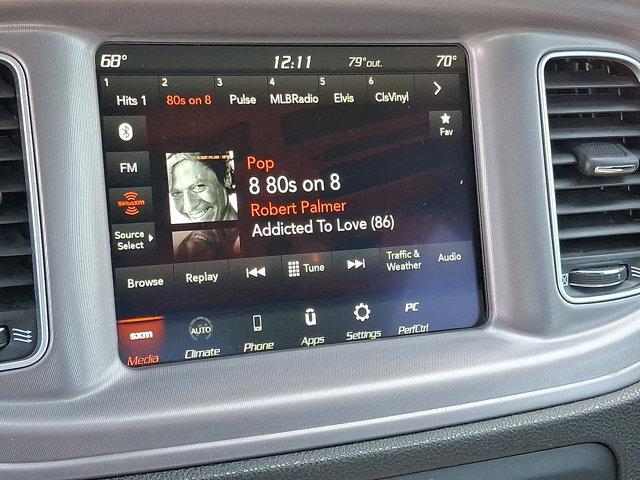 68° 12:11 79°out. 70°
1 2 3 4 5 6
Hits 1 80s on 8 Pulse MLBRadio Elvis ClsVinyl
Fav
FM
Pop
8 80s on 8
SiriusXM
Robert Palmer
Addicted To Love (86)
Source
Select
Browse Replay Tune Traffic & Weather Audio
sxm AUTO PC
Media Climate Phone Apps Settings PerfCtrl